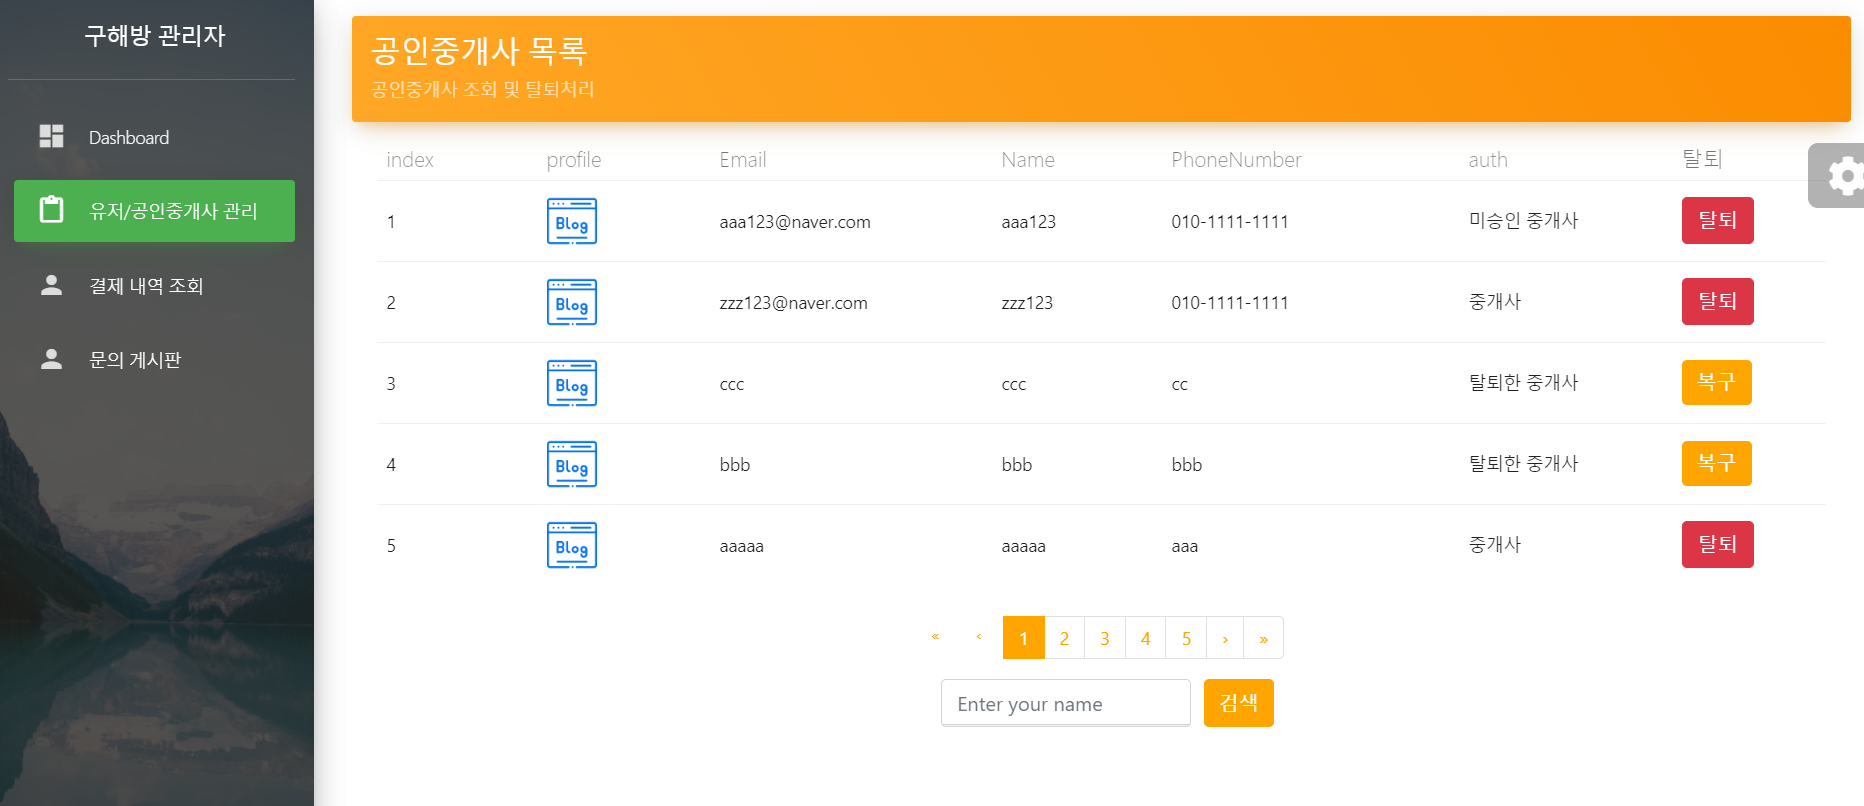 구해방 관리자
Dashboard
유저/공인중개사 관리
결제 내역 조회
문의 게시판
공인중개사 목록
공인중개사 조회 및 탈퇴처리
index profile Email Name PhoneNumber auth 탈퇴
1 Blog aaa123@naver.com aaa123 010-1111-1111 미승인 중개사 탈퇴
2 Blog zzz123@naver.com zzz123 010-1111-1111 중개사 탈퇴
3 Blog ccc ccc cc 탈퇴한 중개사 복구
4 Blog bbb bbb bbb 탈퇴한 중개사 복구
5 Blog aaaaa aaaaa aaa 중개사 탈퇴
« ‹ 1 2 3 4 5 › »
Enter your name 검색